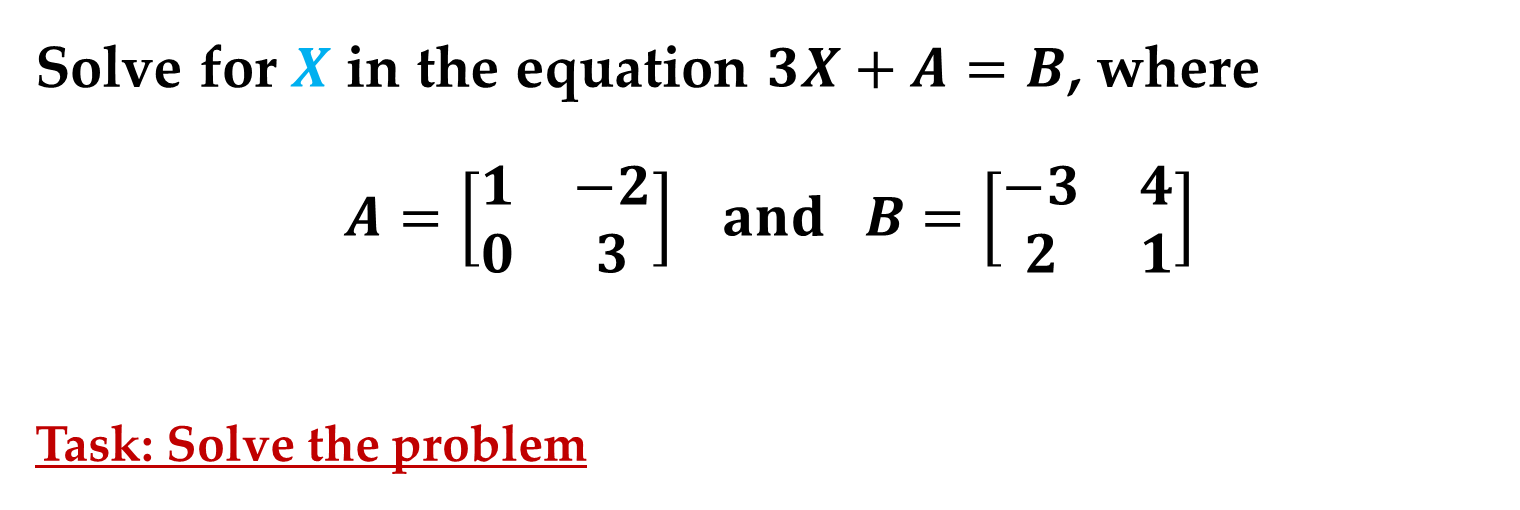 Solve for X in the equation 3X + A = B, where
A = [1 −2 0 3] and B = [−3 4 2 1]
Task: Solve the problem